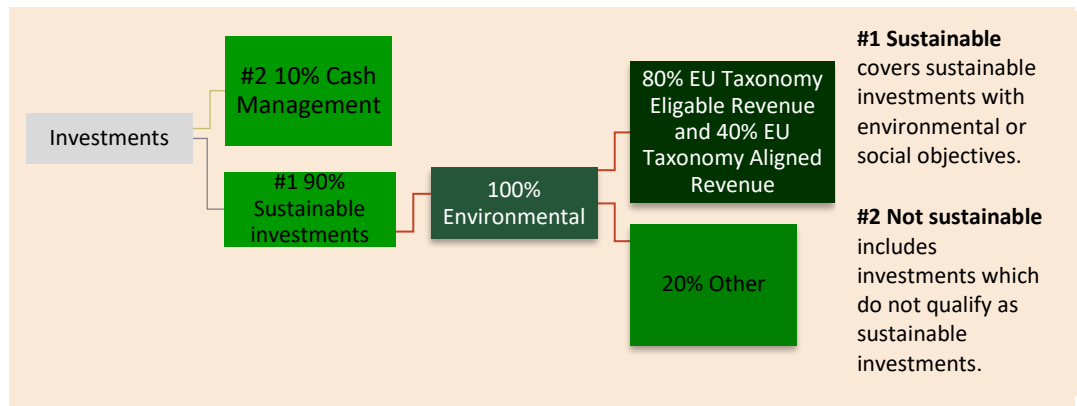 Investments
#2 10% Cash
Management
#1 90%
Sustainable
investments
100%
Environmental
80% EU Taxonomy
Eligable Revenue
and 40% EU
Taxonomy Aligned
Revenue
20% Other
#1 Sustainable
covers sustainable
investments with
environmental or
social objectives.
#2 Not sustainable
includes
investments which
do not qualify as
sustainable
investments.